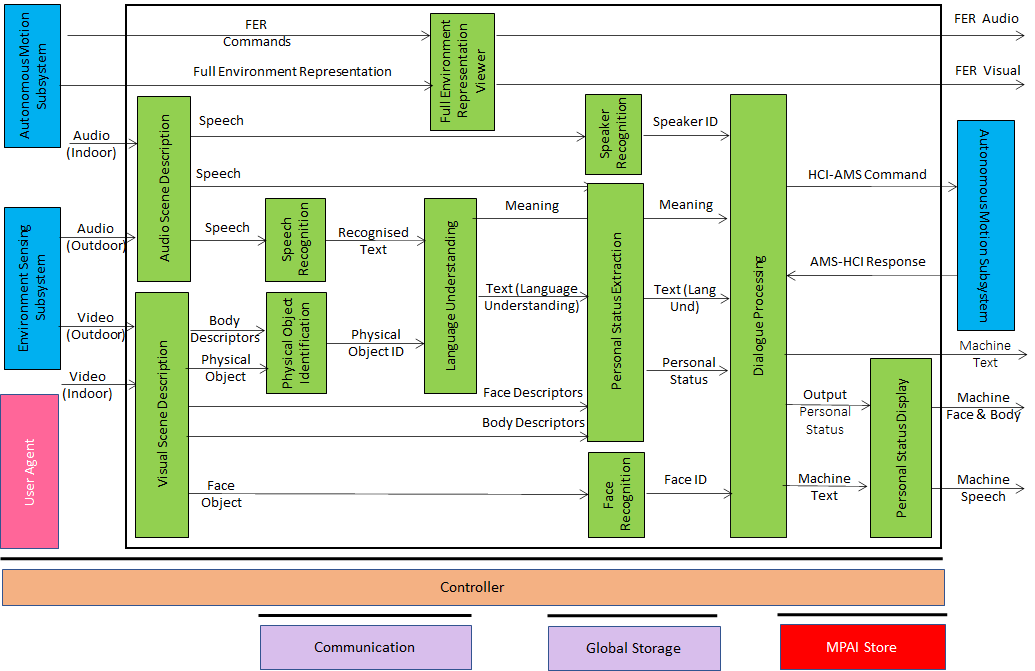 Autonomous Motion
Subsystem
FER
Commands
Full Environment Representation
Full Environment
Representation
Viewer
FER Audio
FER Visual
Audio
(Indoor)
Audio Scene Description
Speech
Speaker
Recognition
Speaker ID
Speech
HCI-AMS Command
Autonomous Motion Subsystem
Environment Sensing
Subsystem
Audio
(Outdoor)
Speech
Speech
Recognition
Recognised
Text
Language Understanding
Meaning
Personal Status Extraction
Meaning
Dialogue Processing
AMS-HCI Response
Text (Language
Understanding)
Text (Lang
Und)
Video
(Outdoor)
Visual Scene Description
Body
Descriptors
Physical
Object
Physical Object
Identification
Physical
Object ID
Personal
Status
Machine
Text
Video
(Indoor)
Face Descriptors
Body Descriptors
Output
Personal
Status
Personal Status Display
Machine
Face & Body
User Agent
Face
Object
Face
Recognition
Face ID
Machine
Text
Machine
Speech
Controller
Communication
Global Storage
MPAI Store